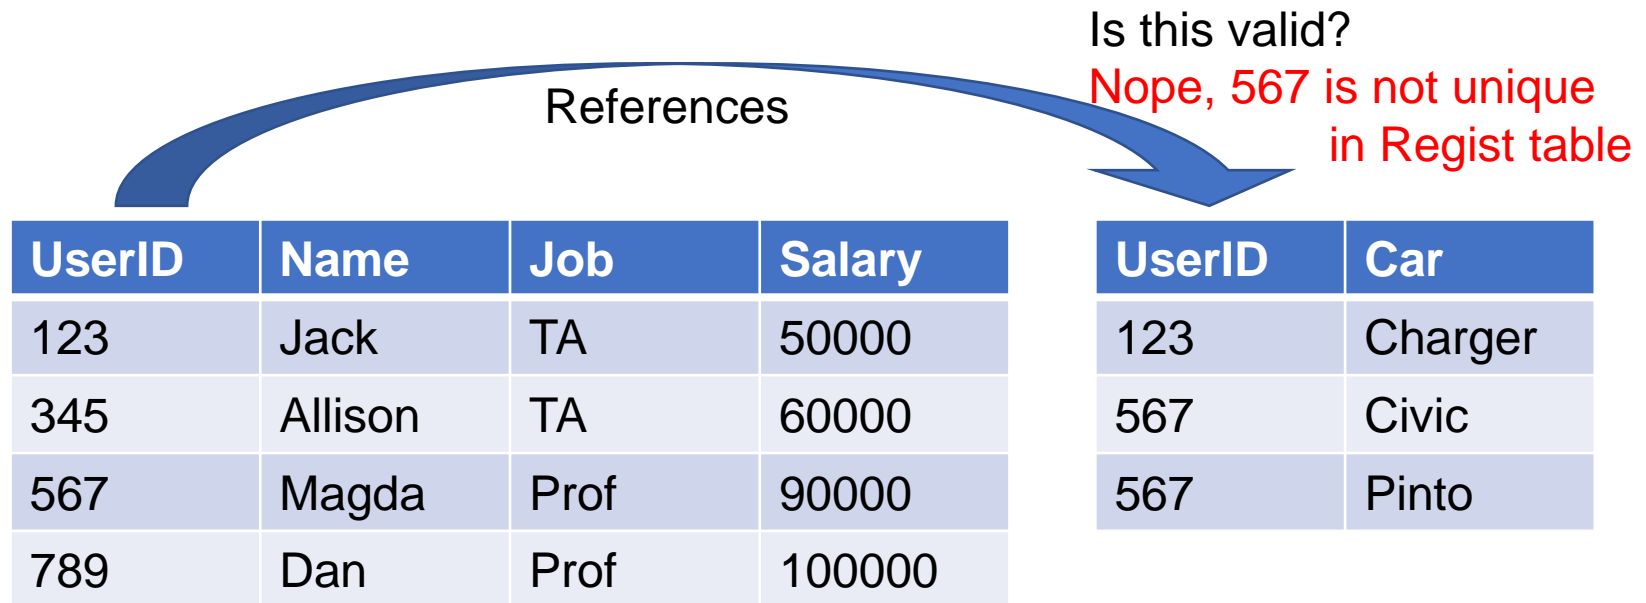 Is this valid?
Nope, 567 is not unique
in Regist table
References
UserID Name Job Salary
123 Jack TA 50000
345 Allison TA 60000
567 Magda Prof 90000
789 Dan Prof 100000
UserID Car
123 Charger
567 Civic
567 Pinto